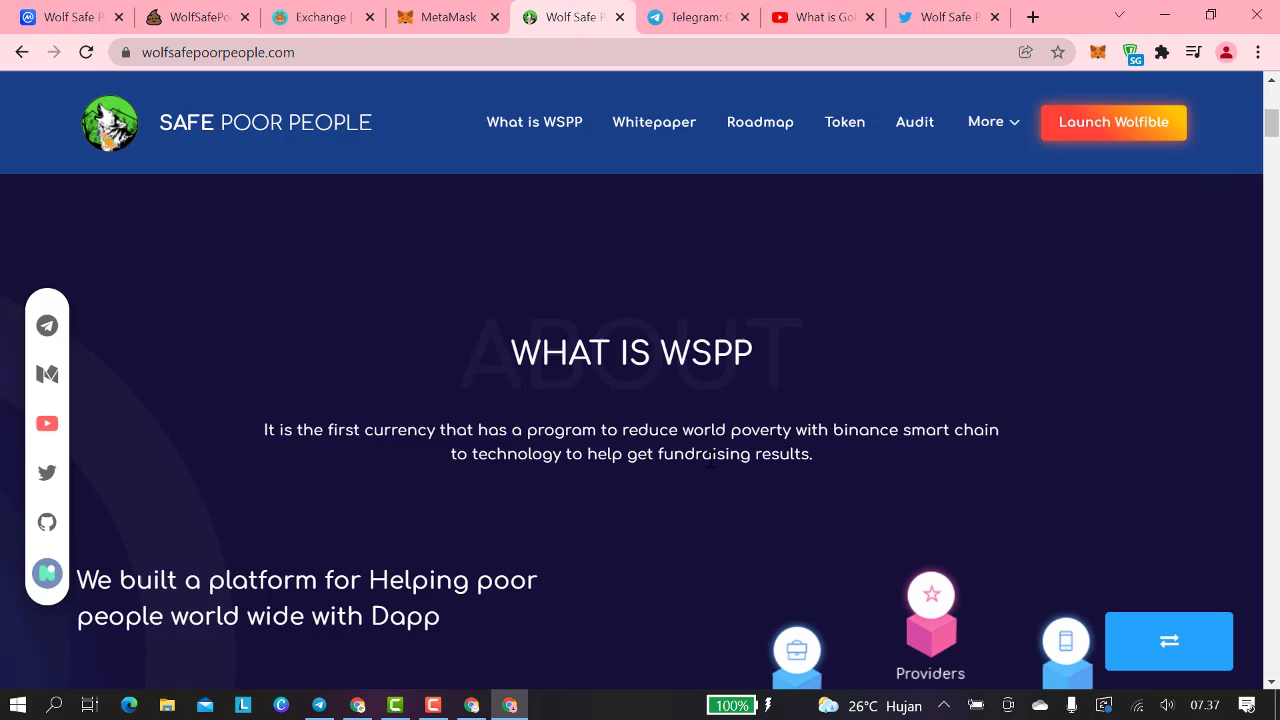 Wolf Safe P
WolfSafePo
Exchange |
MetaMask
Wolf Safe P
Telegram: C
What is Gol
Wolf Safe P
wolfsafepoorpeople.com
SG
SAFE POOR PEOPLE
What is WSPP
Whitepaper
Roadmap
Token
Audit
More
Launch Wolfible
ABOUT
WHAT IS WSPP
It is the first currency that has a program to reduce world poverty with binance smart chain
to technology to help get fundraising results.
We built a platform for Helping poor
people world wide with Dapp
Providers
100%
26°C Hujan
07.37